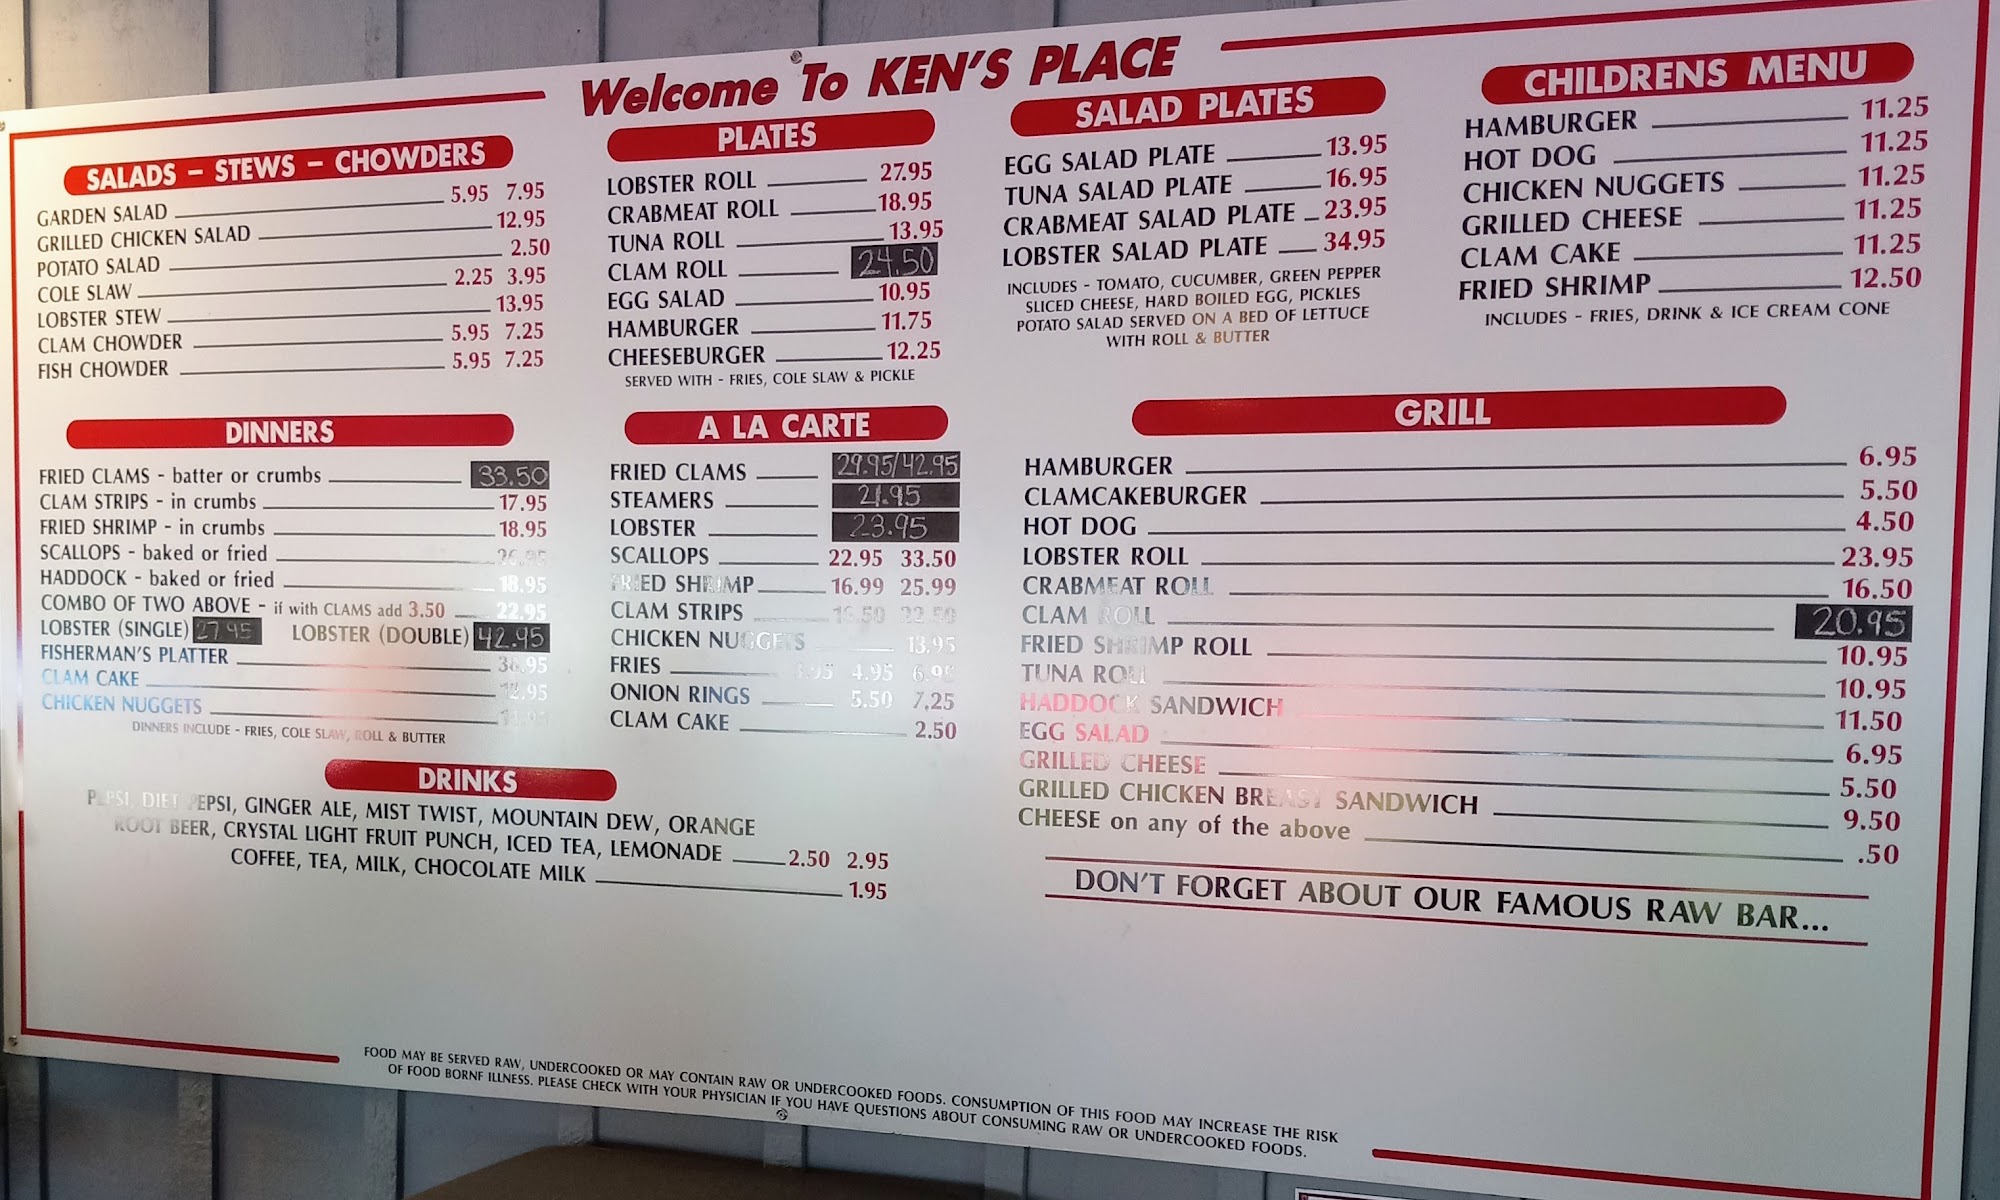 Welcome To KEN'S PLACE
SALADS - STEWS - CHOWDERS
GARDEN SALAD 5.95 7.95
GRILLED CHICKEN SALAD 12.95
POTATO SALAD 2.50
COLE SLAW 2.25 3.95
LOBSTER STEW 13.95
CLAM CHOWDER 5.95 7.25
FISH CHOWDER 5.95 7.25
PLATES
LOBSTER ROLL 27.95
CRABMEAT ROLL 18.95
TUNA ROLL 13.95
CLAM ROLL 24.50
EGG SALAD 10.95
HAMBURGER 11.75
CHEESEBURGER 12.25
SERVED WITH - FRIES, COLE SLAW & PICKLE
SALAD PLATES
EGG SALAD PLATE 13.95
TUNA SALAD PLATE 16.95
CRABMEAT SALAD PLATE 23.95
LOBSTER SALAD PLATE 34.95
INCLUDES - TOMATO, CUCUMBER, GREEN PEPPER
SLICED CHEESE, HARD BOILED EGG, PICKLES
POTATO SALAD SERVED ON A BED OF LETTUCE
WITH ROLL & BUTTER
CHILDRENS MENU
HAMBURGER 11.25
HOT DOG 11.25
CHICKEN NUGGETS 11.25
GRILLED CHEESE 11.25
CLAM CAKE 11.25
FRIED SHRIMP 12.50
INCLUDES - FRIES, DRINK & ICE CREAM CONE
DINNERS
FRIED CLAMS - batter or crumbs 33.50
CLAM STRIPS - in crumbs 17.95
FRIED SHRIMP - in crumbs 18.95
SCALLOPS - baked or fried
HADDOCK - baked or fried 18.95
COMBO OF TWO ABOVE - if with CLAMS add 3.50 22.95
LOBSTER (SINGLE) 27.95 LOBSTER (DOUBLE) 42.95
FISHERMAN'S PLATTER
CLAM CAKE
CHICKEN NUGGETS
DINNERS INCLUDE - FRIES, COLE SLAW, ROLL & BUTTER
A LA CARTE
FRIED CLAMS 29.95/42.95
STEAMERS 21.95
LOBSTER 23.95
SCALLOPS 22.95 33.50
FRIED SHRIMP 16.99 25.99
CLAM STRIPS
CHICKEN NUGGETS 13.95
FRIES 4.95 6.95
ONION RINGS 5.50 7.25
CLAM CAKE 2.50
GRILL
HAMBURGER 6.95
CLAMCAKEBURGER 5.50
HOT DOG 4.50
LOBSTER ROLL 23.95
CRABMEAT ROLL 16.50
CLAM ROLL 20.95
FRIED SHRIMP ROLL 10.95
TUNA ROLL 10.95
HADDOCK SANDWICH 11.50
EGG SALAD 6.95
GRILLED CHEESE 5.50
GRILLED CHICKEN BREAST SANDWICH 9.50
CHEESE on any of the above .50
DON'T FORGET ABOUT OUR FAMOUS RAW BAR...
DRINKS
PEPSI, DIET PEPSI, GINGER ALE, MIST TWIST, MOUNTAIN DEW, ORANGE
ROOT BEER, CRYSTAL LIGHT FRUIT PUNCH, ICED TEA, LEMONADE 2.50 2.95
COFFEE, TEA, MILK, CHOCOLATE MILK 1.95
FOOD MAY BE SERVED RAW, UNDERCOOKED OR MAY CONTAIN RAW OR UNDERCOOKED FOODS. CONSUMPTION OF THIS FOOD MAY INCREASE THE RISK
OF FOOD BORNF ILLNESS. PLEASE CHECK WITH YOUR PHYSICIAN IF YOU HAVE QUESTIONS ABOUT CONSUMING RAW OR UNDERCOOKED FOODS.